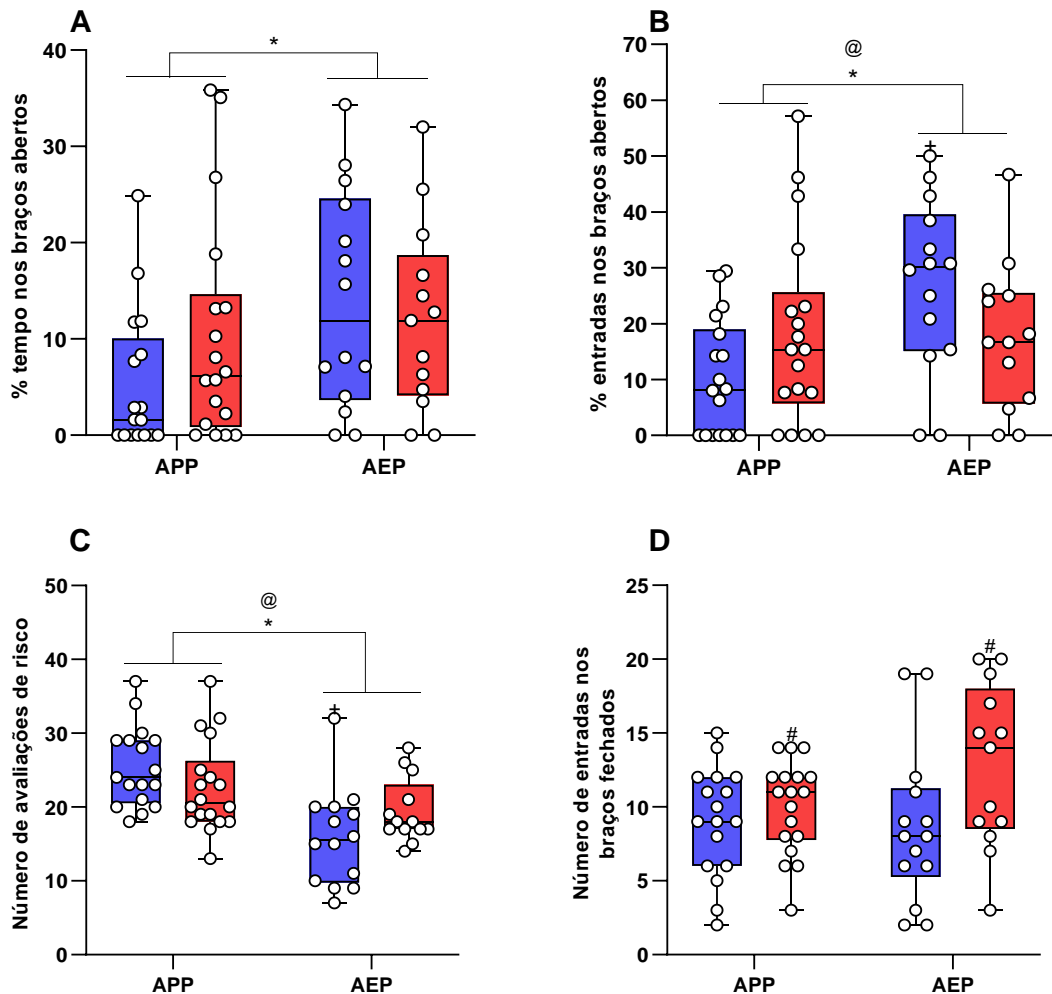 A
% tempo nos braços abertos
40
30
20
10
0
*
APP
AEP
B
% entradas nos braços abertos
70
60
50
40
30
20
10
0
@
*
+
APP
AEP
C
Número de avaliações de risco
50
40
30
20
10
0
@
*
+
APP
AEP
D
Número de entradas nos
braços fechados
25
20
15
10
5
0
#
#
APP
AEP